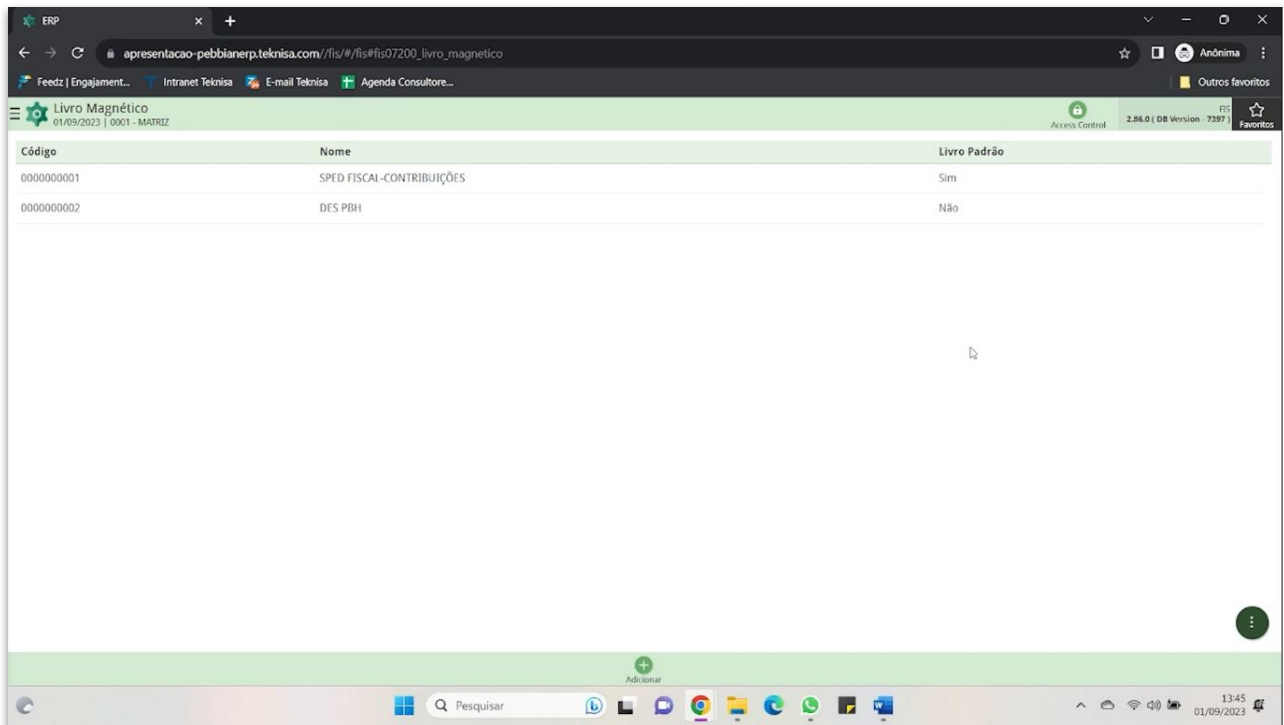 ERP
apresentacao-pebbianerp.teknisa.com//fis/#/fis#fis07200_livro_magnetico
Anônima
Feedz | Engajament...
Intranet Teknisa
E-mail Teknisa
Agenda Consultore...
Outros favoritos
Livro Magnético
01/09/2023 | 0001 - MATRIZ
Access Control
FIS
2.86.0 ( DB Version - 7397 )
Favoritos
Código Nome Livro Padrão
0000000001 SPED FISCAL-CONTRIBUIÇÕES Sim
0000000002 DES PBH Não
Adicionar
Pesquisar
13:45
01/09/2023